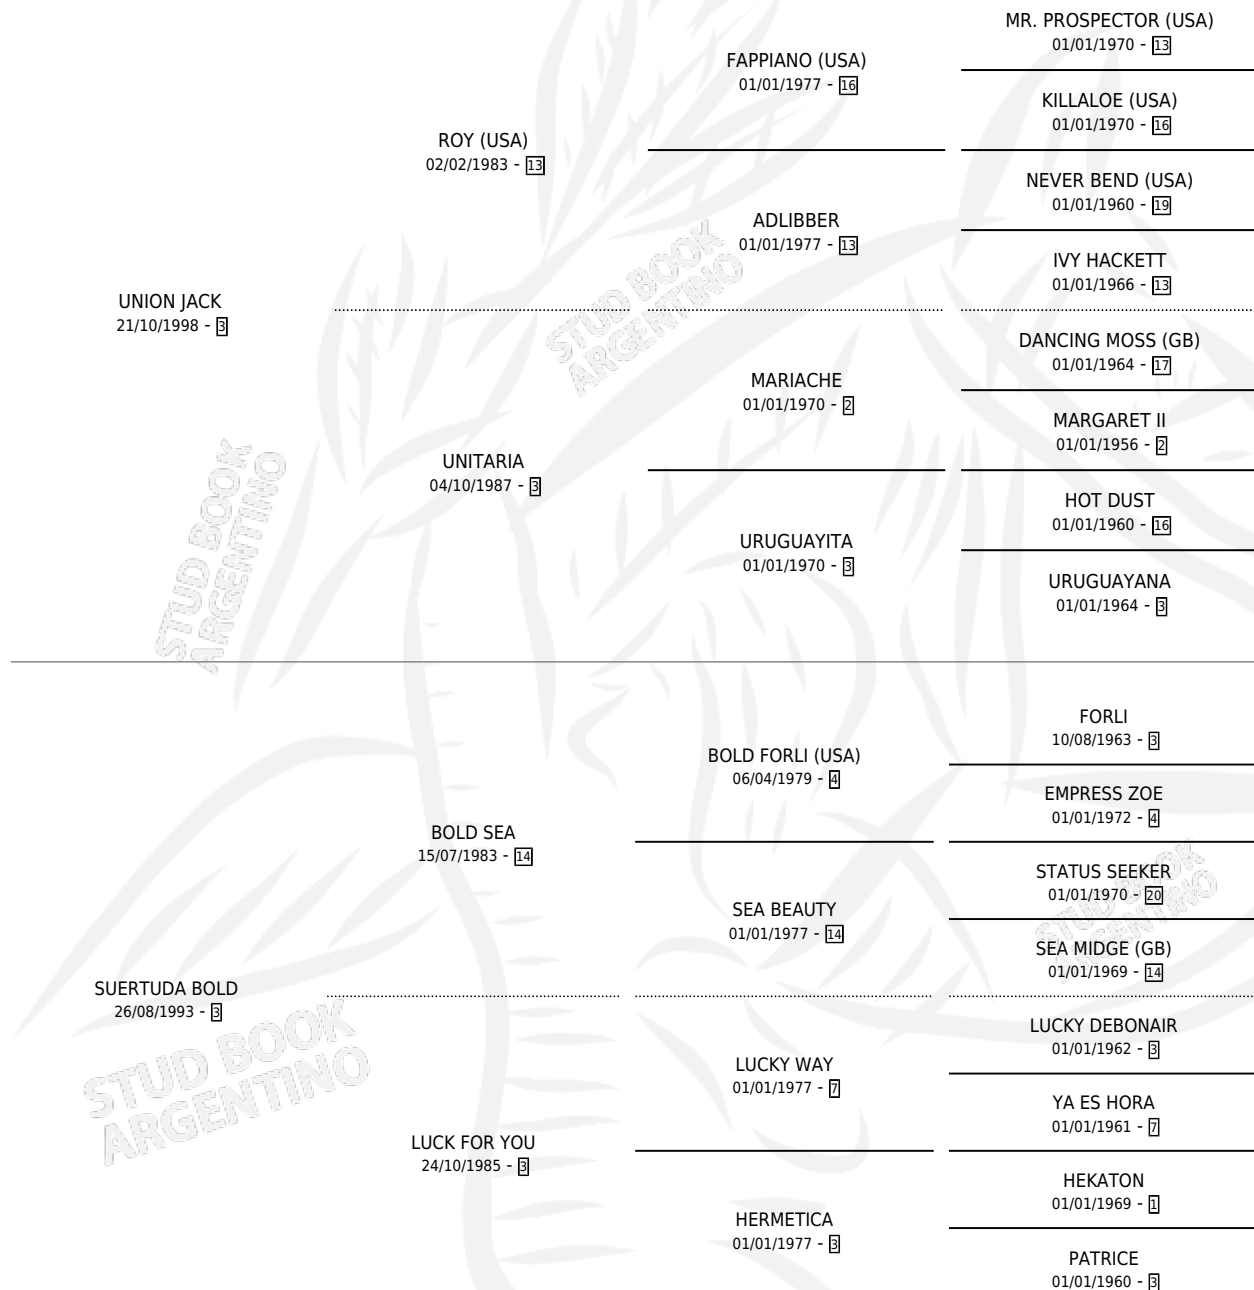 MR. PROSPECTOR (USA)
01/01/1970 - 13
FAPPIANO (USA)
01/01/1977 - 16
KILLALOE (USA)
01/01/1970 - 16
ROY (USA)
02/02/1983 - 13
NEVER BEND (USA)
01/01/1960 - 19
ADLIBBER
01/01/1977 - 13
IVY HACKETT
01/01/1966 - 13
UNION JACK
21/10/1998 - 3
DANCING MOSS (GB)
01/01/1964 - 17
MARIACHE
01/01/1970 - 2
MARGARET II
01/01/1956 - 2
UNITARIA
04/10/1987 - 3
HOT DUST
01/01/1960 - 16
URUGUAYITA
01/01/1970 - 3
URUGUAYANA
01/01/1964 - 3
FORLI
10/08/1963 - 3
BOLD FORLI (USA)
06/04/1979 - 4
EMPRESS ZOE
01/01/1972 - 4
BOLD SEA
15/07/1983 - 14
STATUS SEEKER
01/01/1970 - 20
SEA BEAUTY
01/01/1977 - 14
SEA MIDGE (GB)
01/01/1969 - 14
SUERTUDA BOLD
26/08/1993 - 3
LUCKY DEBONAIR
01/01/1962 - 3
LUCKY WAY
01/01/1977 - 7
YA ES HORA
01/01/1961 - 7
LUCK FOR YOU
24/10/1985 - 3
HEKATON
01/01/1969 - 1
HERMETICA
01/01/1977 - 3
PATRICE
01/01/1960 - 3
STUD BOOK
ARGENTINO
STUD BOOK
ARGENTINO
STUD BOOK
ARGENTINO
STUD BOOK
ARGENTINO